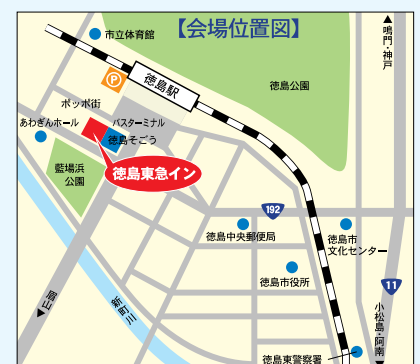 【会場位置図】
市立体育館
▲鳴門・神戸
P
徳島駅
徳島公園
ポッポ街
あわぎんホール
バスターミナル
徳島そごう
藍場浜
公園
徳島東急イン
192
徳島中央郵便局
徳島市
文化センター
徳島市役所
11
眉山▼
新町川
小松島・阿南▼
徳島東警察署